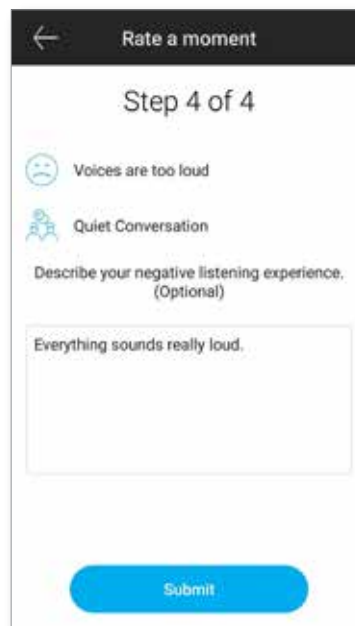 Rate a moment
Step 4 of 4
Voices are too loud
Quiet Conversation
Describe your negative listening experience.
(Optional)
Everything sounds really loud.
Submit